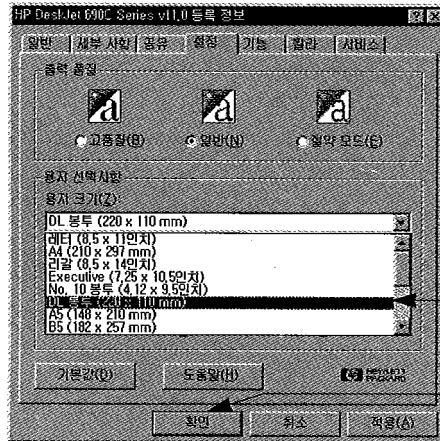 HP DeskJet 690C Series v11.0 등록 정보
일반 세부 사항 공유 설정 기능 컬러 서비스
출력 품질
고품질(B) 일반(N) 절약 모드(E)
용지 선택사항
용지 크기(Z)
DL 봉투 (220 x 110 mm)
레터 (8,5 x 11인치)
A4 (210 x 297 mm)
리갈 (8,5 x 14인치)
Executive (7,25 x 10,5인치)
No, 10 봉투 (4,12 x 9,5인치)
DL 봉투 (220 x 110 mm)
A5 (148 x 210 mm)
B5 (182 x 257 mm)
기본값(D) 도움말(H) HEWLETT PACKARD
확인 취소 적용(A)